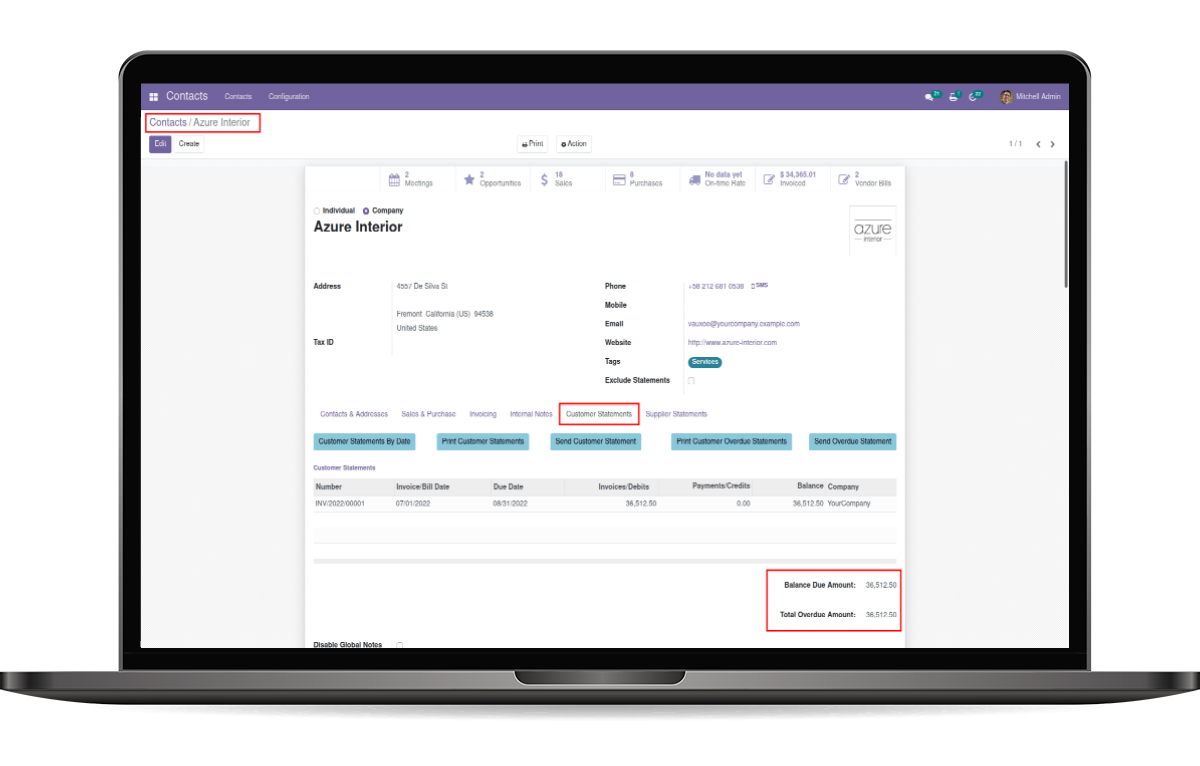 Contacts Contacts Configuration Mitchell Admin
Contacts / Azure Interior
Edit Create Print Action 1 / 1
2 Meetings
2 Opportunities
18 Sales
Purchases
No data yet On-time Rate
$ 34,365.01 Invoiced
2 Vendor Bills
Individual Company
Azure Interior
azure
interior
Address 4557 De Silva St Phone +58 212 681 0538 SMS
Mobile
Fremont California (US) 94538
Email vauxoo@yourcompany.example.com
United States
Tax ID Website http://www.azure-interior.com
Tags Services
Exclude Statements
Contacts & Addresses Sales & Purchase Invoicing Internal Notes Customer Statements Supplier Statements
Customer Statements By Date Print Customer Statements Send Customer Statement Print Customer Overdue Statements Send Overdue Statement
Customer Statements
Number Invoice/Bill Date Due Date Invoices/Debits Payments/Credits Balance Company
INV/2022/00001 07/01/2022 08/31/2022 36,512.50 0.00 36,512.50 YourCompany
Balance Due Amount: 36,512.50
Total Overdue Amount: 36,512.50
Disable Global Notes